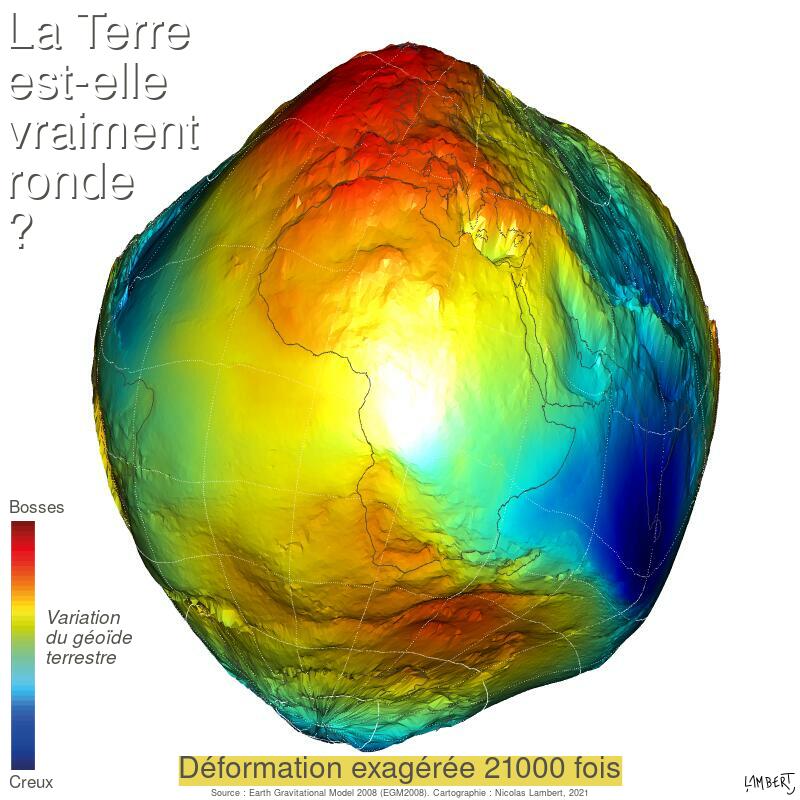 La Terre
est-elle
vraiment
ronde
?
Bosses
Variation
du géoïde
terrestre
Creux
Déformation exagérée 21000 fois
Source : Earth Gravitational Model 2008 (EGM2008). Cartographie : Nicolas Lambert, 2021
LAMBERT